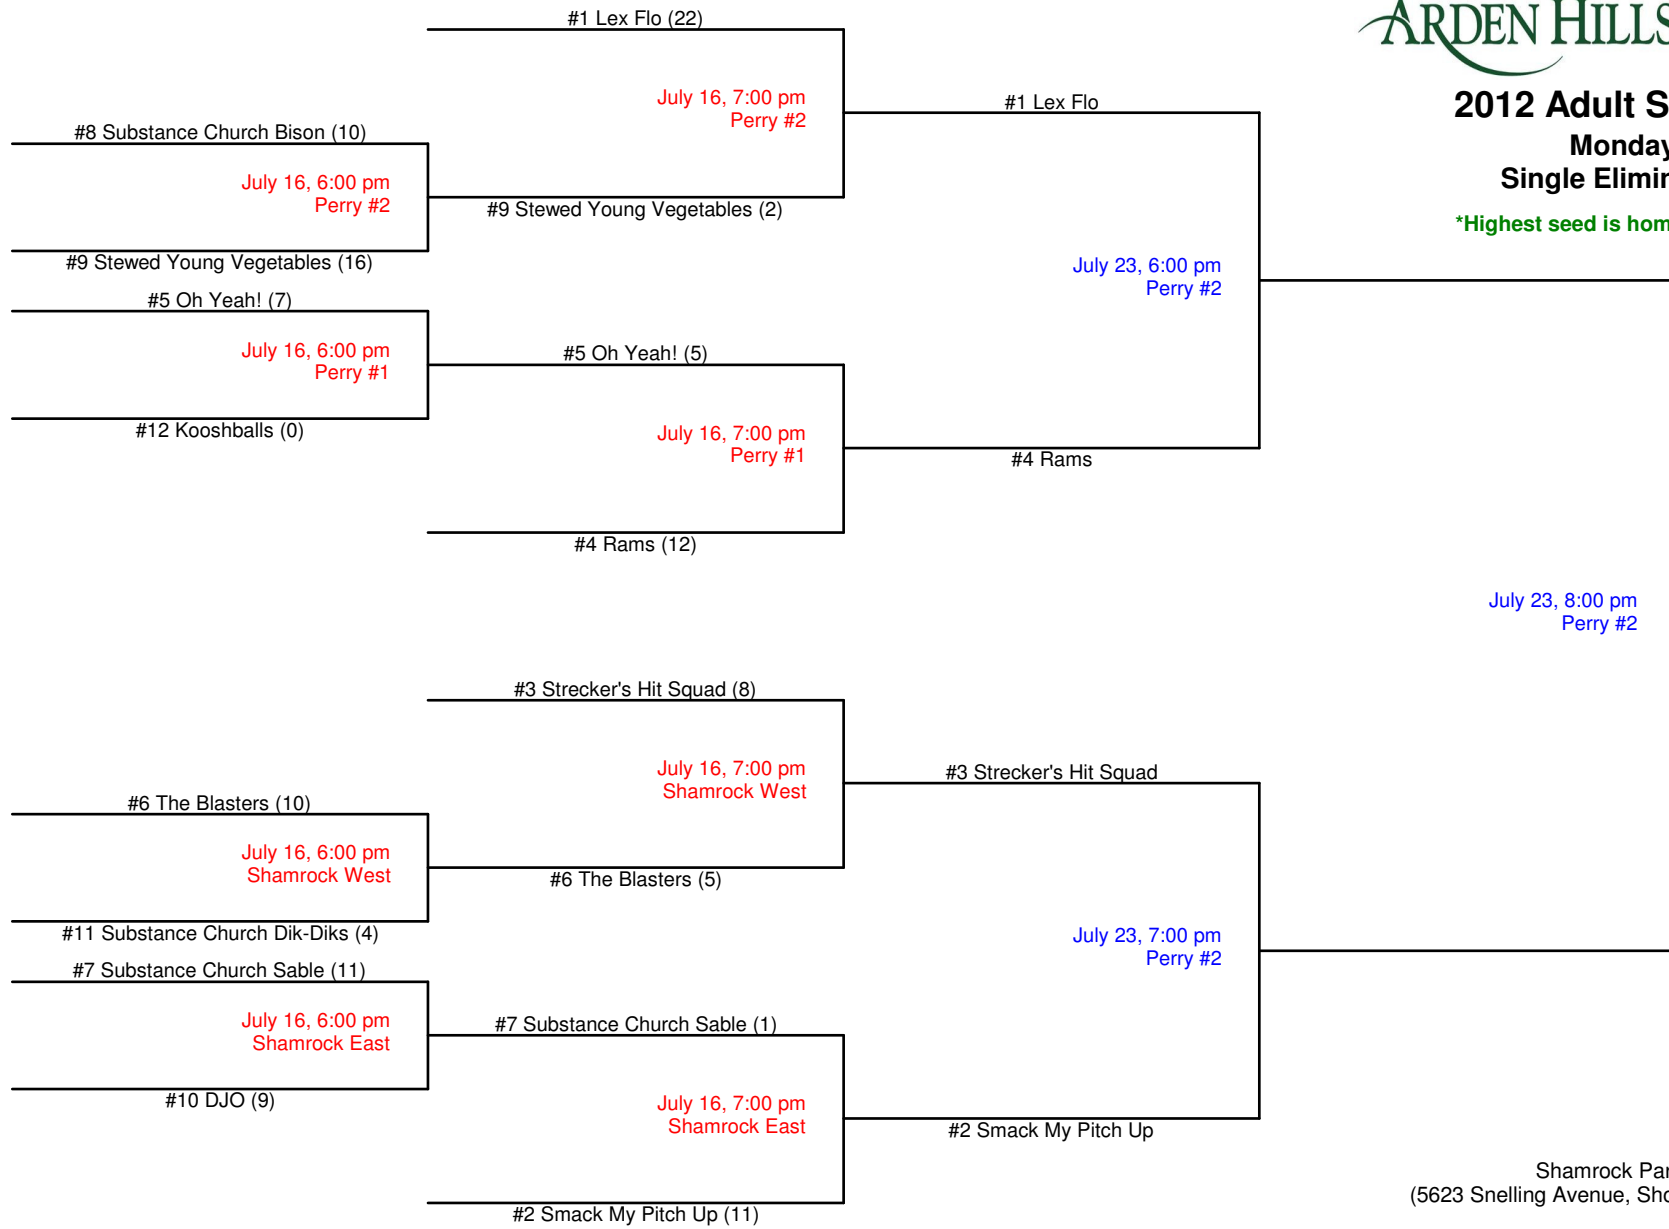 #1 Lex Flo (22)
July 16, 7:00 pm
Perry #2
#8 Substance Church Bison (10)
July 16, 6:00 pm
Perry #2
#9 Stewed Young Vegetables (2)
#9 Stewed Young Vegetables (16)
#5 Oh Yeah! (7)
July 16, 6:00 pm
Perry #1
#5 Oh Yeah! (5)
#12 Kooshballs (0)
July 16, 7:00 pm
Perry #1
#4 Rams (12)
#1 Lex Flo
July 23, 6:00 pm
Perry #2
#4 Rams
ARDEN HILLS
2012 Adult S
Monday
Single Elimin
*Highest seed is hom
July 23, 8:00 pm
Perry #2
#3 Strecker's Hit Squad (8)
July 16, 7:00 pm
Shamrock West
#6 The Blasters (10)
July 16, 6:00 pm
Shamrock West
#6 The Blasters (5)
#11 Substance Church Dik-Diks (4)
#7 Substance Church Sable (11)
July 16, 6:00 pm
Shamrock East
#7 Substance Church Sable (1)
#10 DJO (9)
July 16, 7:00 pm
Shamrock East
#2 Smack My Pitch Up (11)
#3 Strecker's Hit Squad
July 23, 7:00 pm
Perry #2
#2 Smack My Pitch Up
Shamrock Par
(5623 Snelling Avenue, Sho